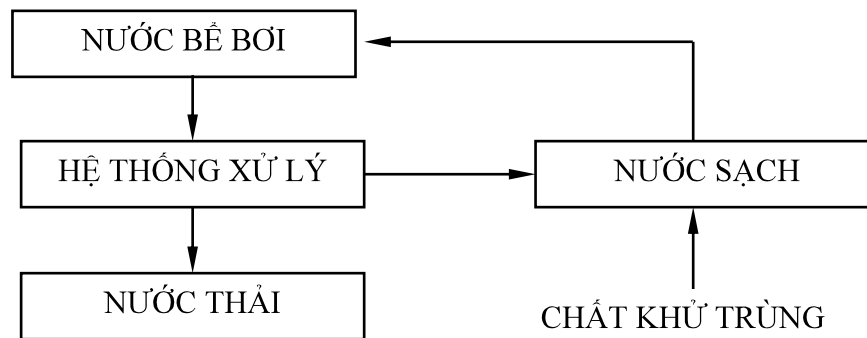 NƯỚC BỂ BƠI
HỆ THỐNG XỬ LÝ
NƯỚC SẠCH
NƯỚC THẢI
CHẤT KHỬ TRÙNG